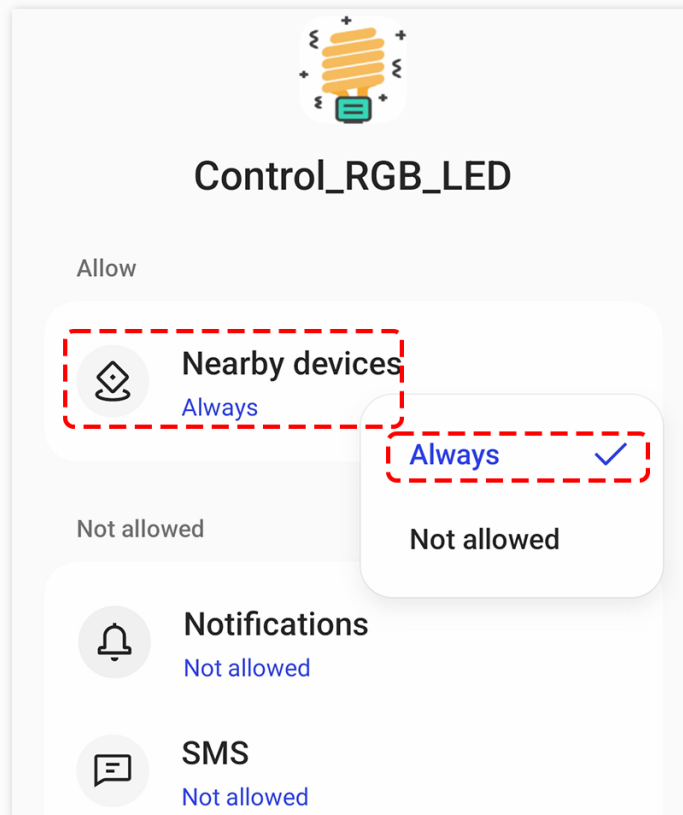 Control_RGB_LED
Allow
Nearby devices
Always
Always
Not allowed
Not allowed
Notifications
Not allowed
SMS
Not allowed